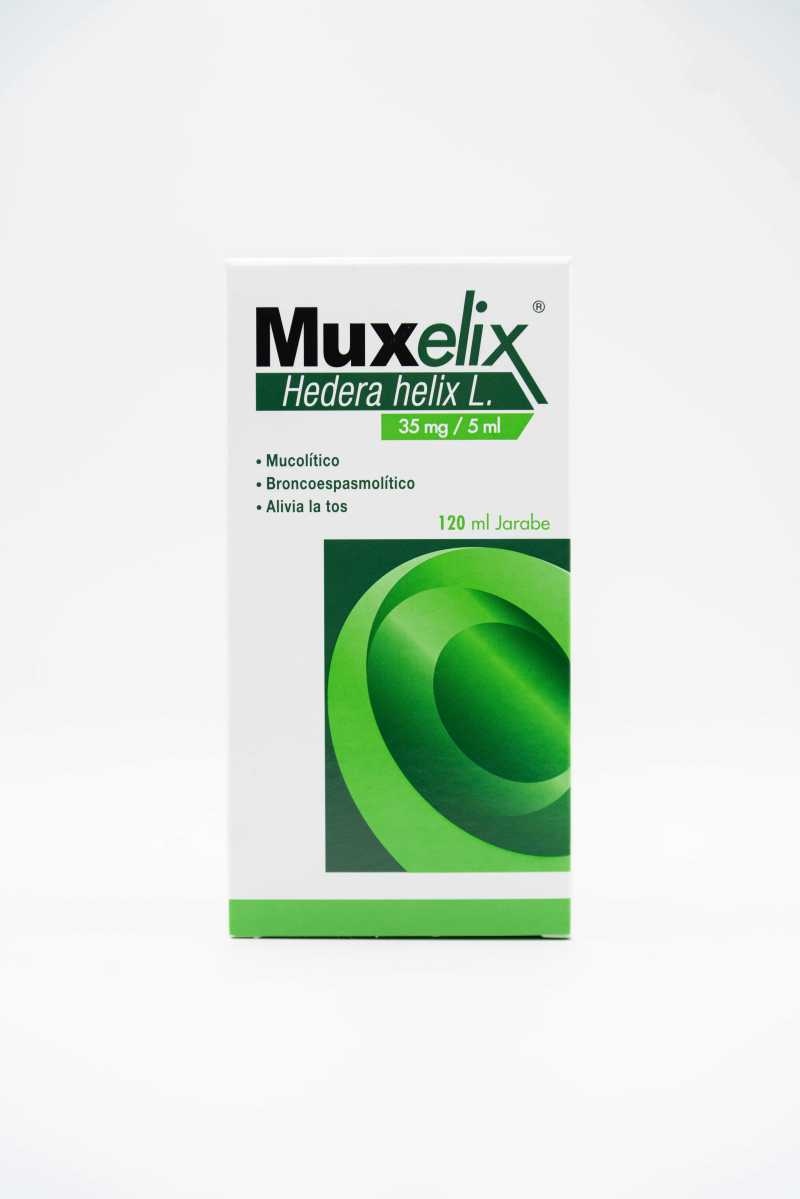 Muxelix®
Hedera helix L.
35 mg / 5 ml
• Mucolítico
• Broncoespasmolítico
• Alivia la tos
120 ml Jarabe